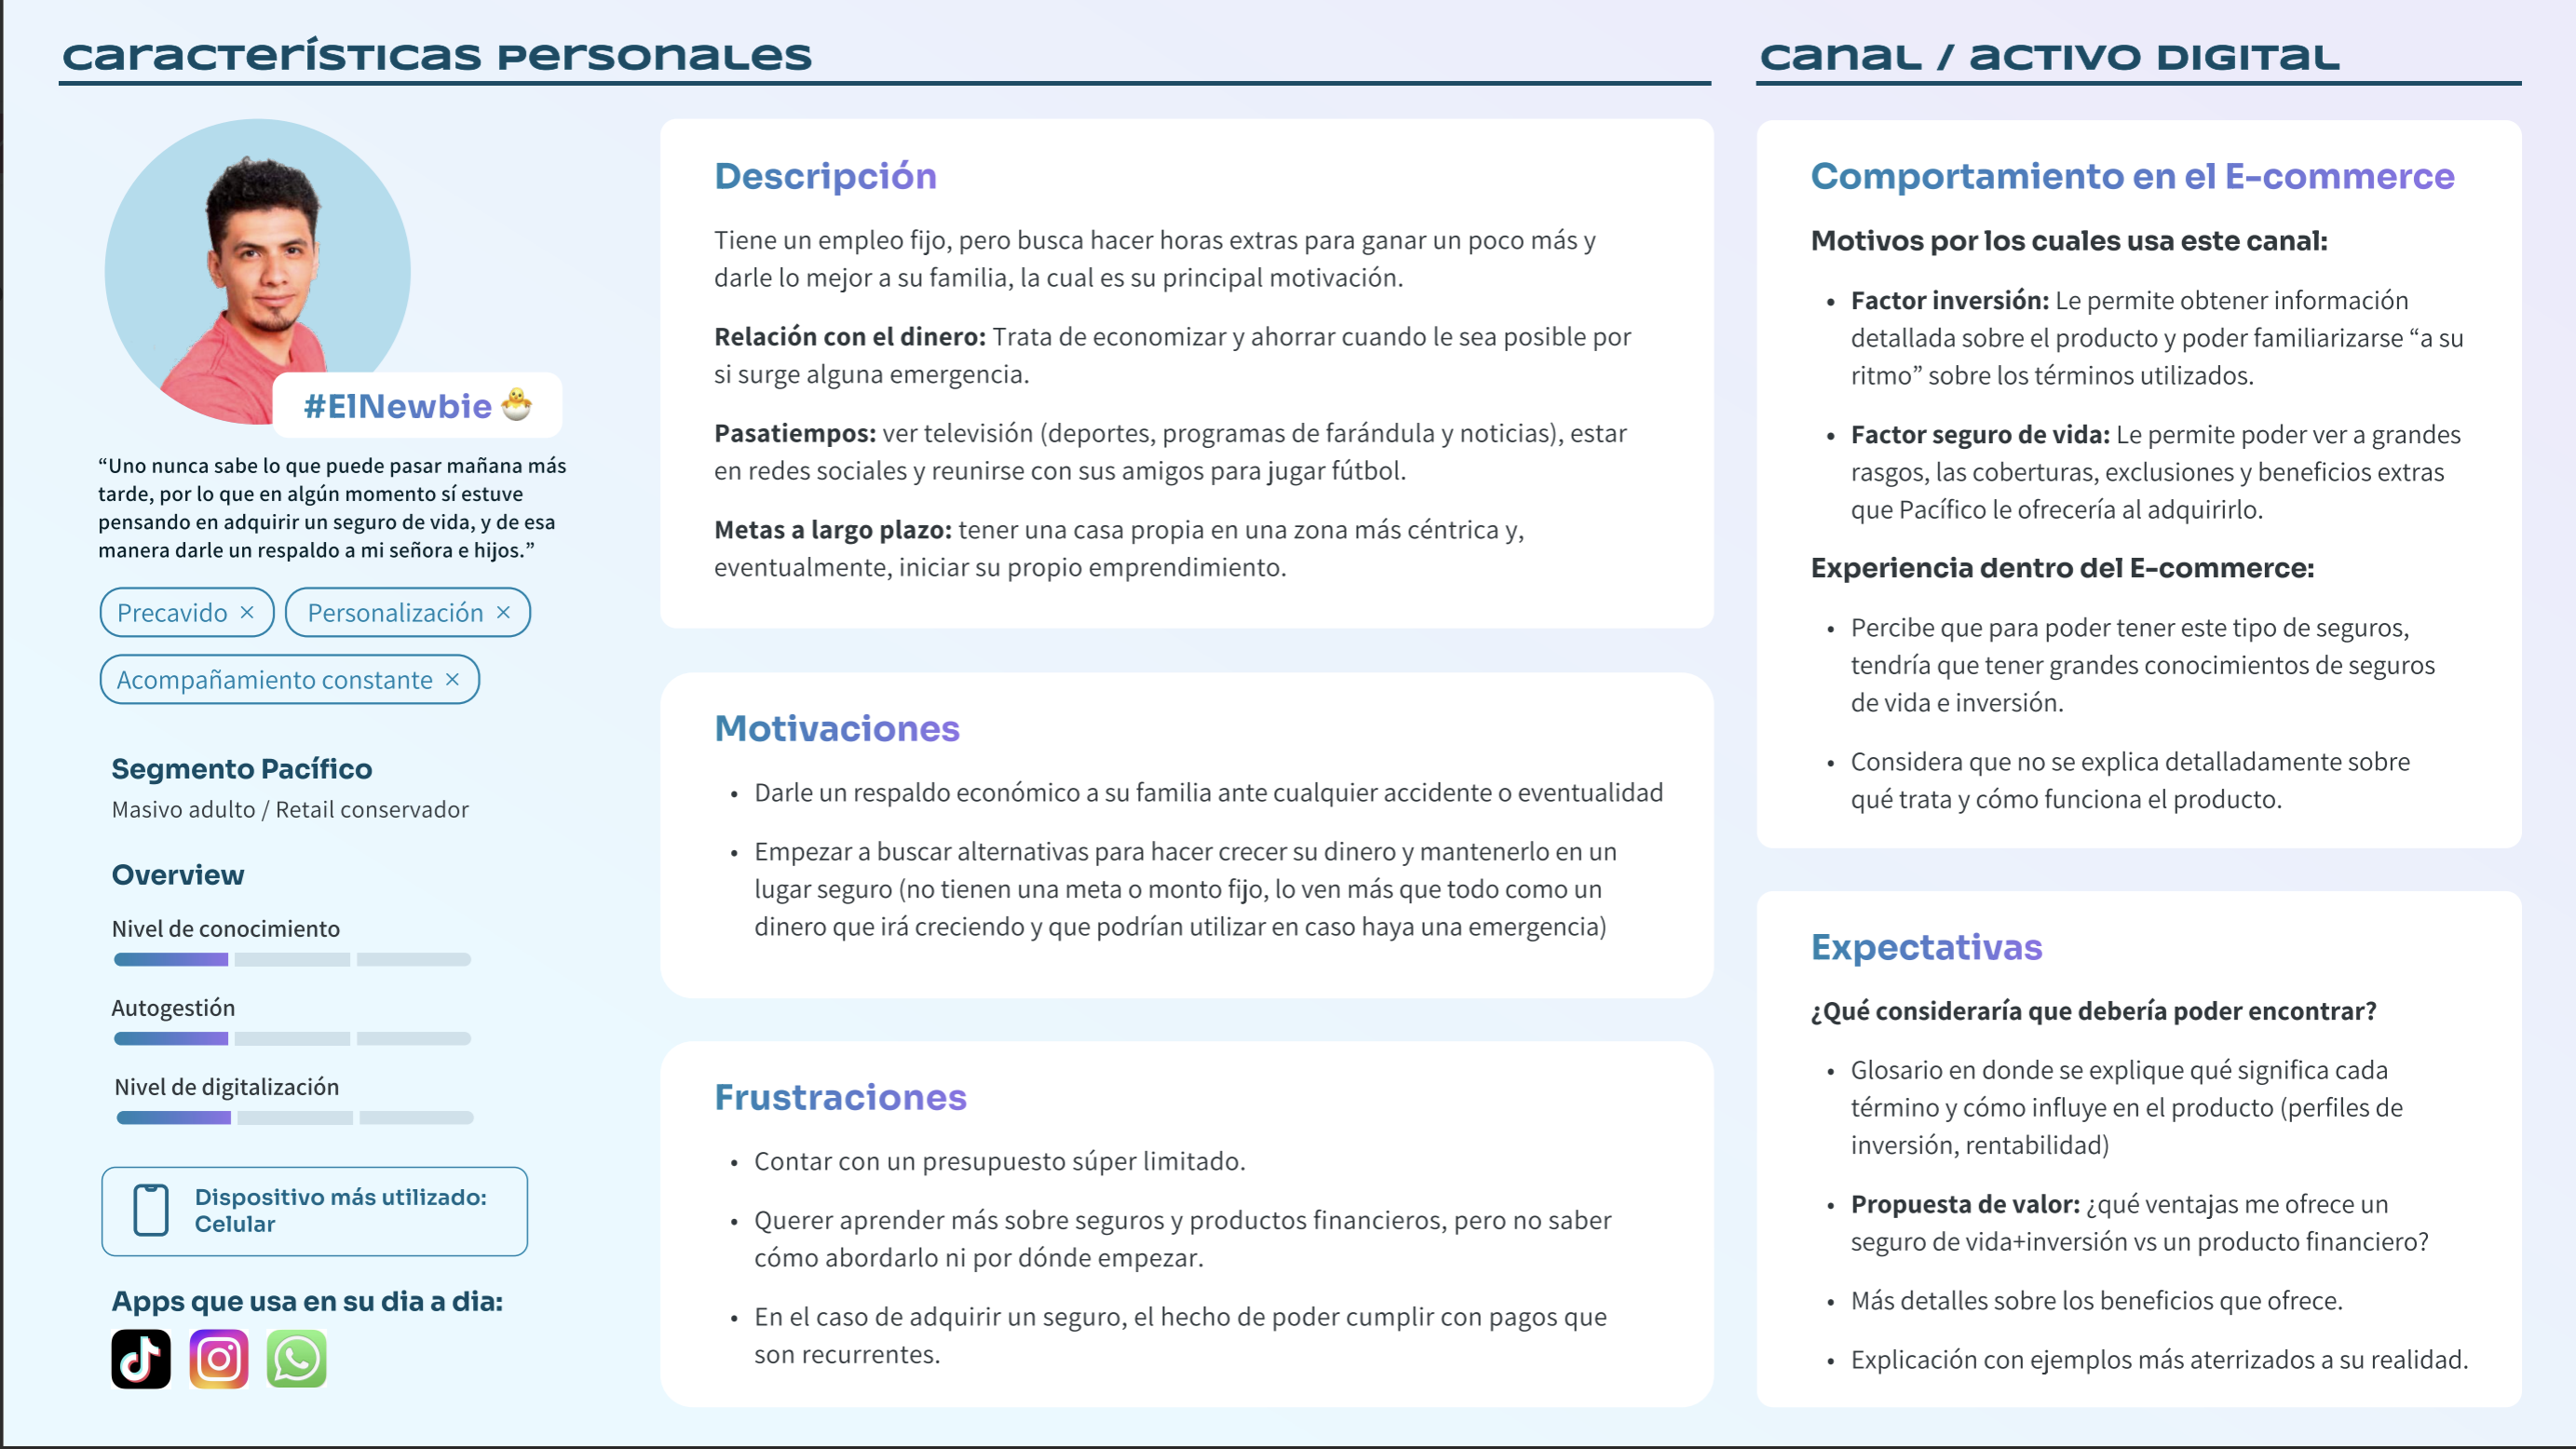 Características Personales
#ElNewbie 🐣
“Uno nunca sabe lo que puede pasar mañana más
tarde, por lo que en algún momento sí estuve
pensando en adquirir un seguro de vida, y de esa
manera darle un respaldo a mi señora e hijos.”
Precavido × Personalización ×
Acompañamiento constante ×
Segmento Pacífico
Masivo adulto / Retail conservador
Overview
Nivel de conocimiento
Autogestión
Nivel de digitalización
Dispositivo más utilizado:
Celular
Apps que usa en su dia a dia:
Descripción
Tiene un empleo fijo, pero busca hacer horas extras para ganar un poco más y
darle lo mejor a su familia, la cual es su principal motivación.
Relación con el dinero: Trata de economizar y ahorrar cuando le sea posible por
si surge alguna emergencia.
Pasatiempos: ver televisión (deportes, programas de farándula y noticias), estar
en redes sociales y reunirse con sus amigos para jugar fútbol.
Metas a largo plazo: tener una casa propia en una zona más céntrica y,
eventualmente, iniciar su propio emprendimiento.
Motivaciones
• Darle un respaldo económico a su familia ante cualquier accidente o eventualidad
• Empezar a buscar alternativas para hacer crecer su dinero y mantenerlo en un
lugar seguro (no tienen una meta o monto fijo, lo ven más que todo como un
dinero que irá creciendo y que podrían utilizar en caso haya una emergencia)
Frustraciones
• Contar con un presupuesto súper limitado.
• Querer aprender más sobre seguros y productos financieros, pero no saber
cómo abordarlo ni por dónde empezar.
• En el caso de adquirir un seguro, el hecho de poder cumplir con pagos que
son recurrentes.
Canal / Activo Digital
Comportamiento en el E-commerce
Motivos por los cuales usa este canal:
• Factor inversión: Le permite obtener información
detallada sobre el producto y poder familiarizarse “a su
ritmo” sobre los términos utilizados.
• Factor seguro de vida: Le permite poder ver a grandes
rasgos, las coberturas, exclusiones y beneficios extras
que Pacífico le ofrecería al adquirirlo.
Experiencia dentro del E-commerce:
• Percibe que para poder tener este tipo de seguros,
tendría que tener grandes conocimientos de seguros
de vida e inversión.
• Considera que no se explica detalladamente sobre
qué trata y cómo funciona el producto.
Expectativas
¿Qué consideraría que debería poder encontrar?
• Glosario en donde se explique qué significa cada
término y cómo influye en el producto (perfiles de
inversión, rentabilidad)
• Propuesta de valor: ¿qué ventajas me ofrece un
seguro de vida+inversión vs un producto financiero?
• Más detalles sobre los beneficios que ofrece.
• Explicación con ejemplos más aterrizados a su realidad.